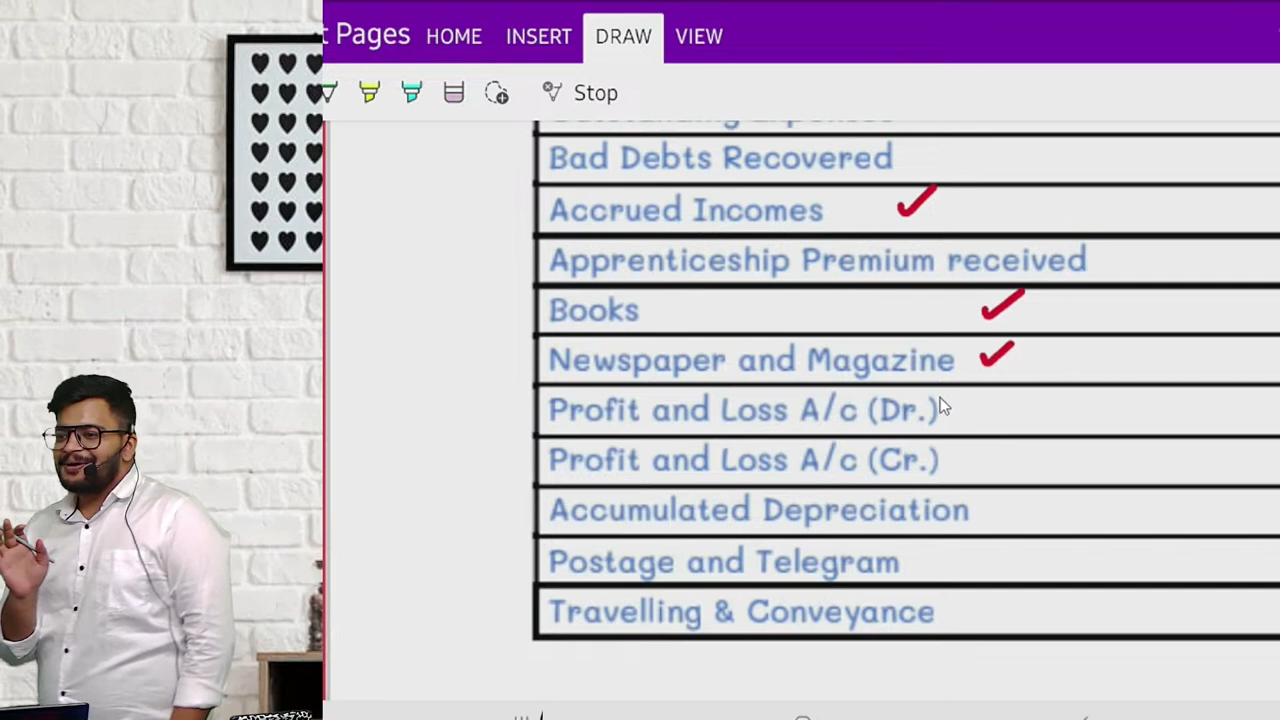 t Pages HOME INSERT DRAW VIEW
Stop
Bad Debts Recovered
Accrued Incomes
Apprenticeship Premium received
Books
Newspaper and Magazine
Profit and Loss A/c (Dr.)
Profit and Loss A/c (Cr.)
Accumulated Depreciation
Postage and Telegram
Travelling & Conveyance